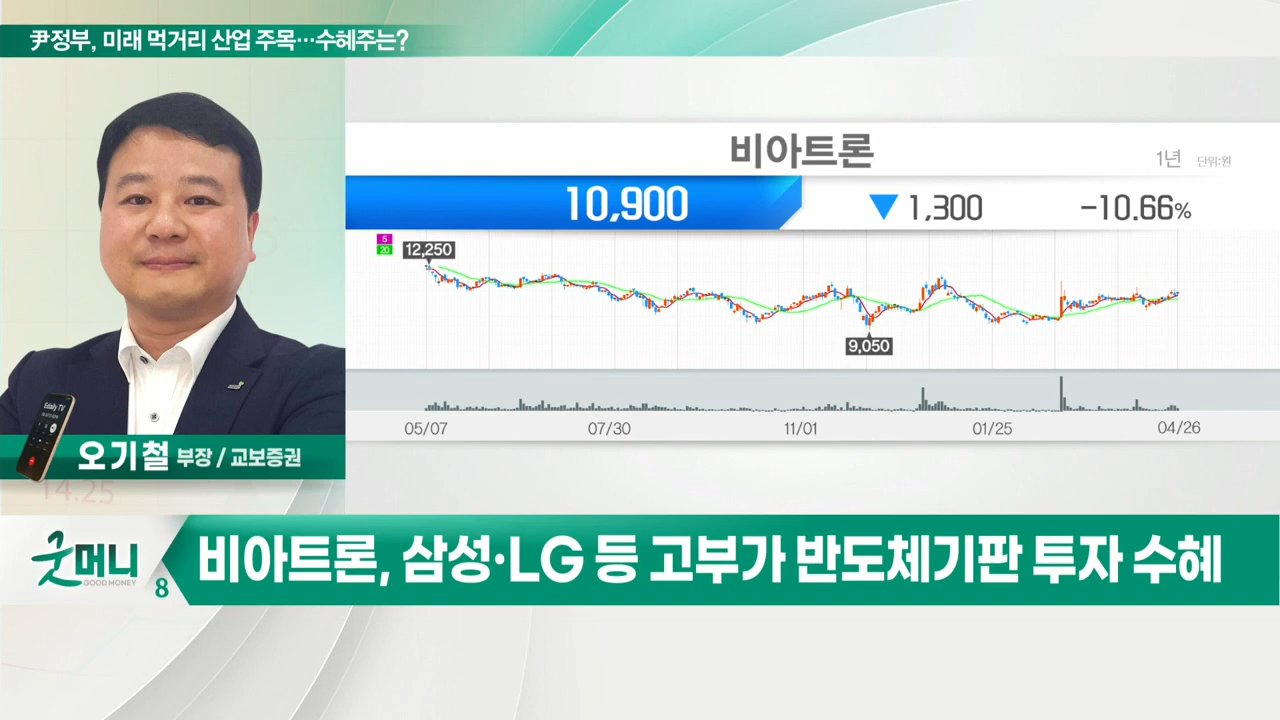 尹정부, 미래 먹거리 산업 주목…수혜주는?
비아트론
1년 단위:원
10,900 ▼ 1,300 -10.66%
5
20
12,250
9,050
05/07 07/30 11/01 01/25 04/26
Edaily TV
오기철 부장 / 교보증권
14.25
굿머니
GOOD MONEY
8
비아트론, 삼성·LG 등 고부가 반도체기판 투자 수혜